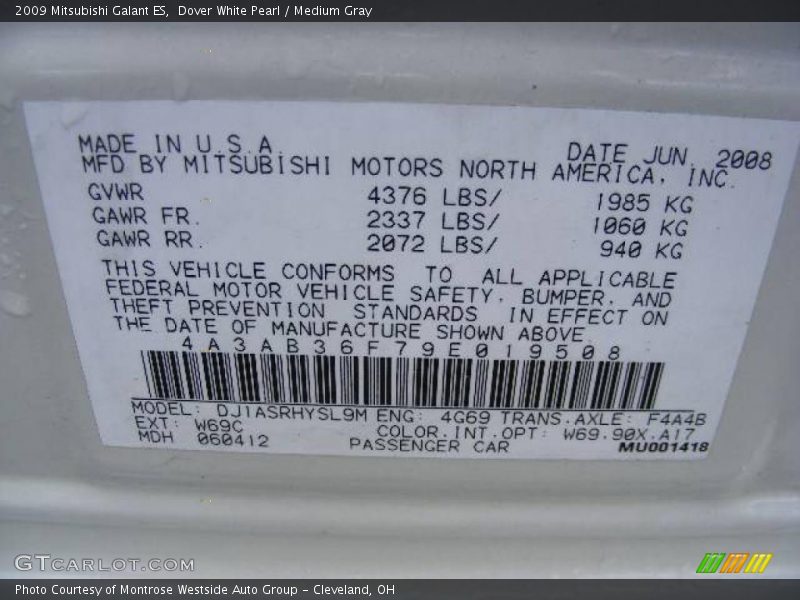 2009 Mitsubishi Galant ES, Dover White Pearl / Medium Gray
MADE IN U.S.A. DATE JUN. 2008
MFD BY MITSUBISHI MOTORS NORTH AMERICA, INC.
GVWR 4376 LBS/ 1985 KG
GAWR FR. 2337 LBS/ 1060 KG
GAWR RR. 2072 LBS/ 940 KG
THIS VEHICLE CONFORMS TO ALL APPLICABLE
FEDERAL MOTOR VEHICLE SAFETY, BUMPER, AND
THEFT PREVENTION STANDARDS IN EFFECT ON
THE DATE OF MANUFACTURE SHOWN ABOVE
4A3AB36F79E019508
MODEL: DJ1ASRHYSL9M ENG: 4G69 TRANS.AXLE: F4A4B
EXT: W69C COLOR.INT.OPT: W69.90X.A17
MDH 060412 PASSENGER CAR MU001418
GTCARLOT.COM
Photo Courtesy of Montrose Westside Auto Group - Cleveland, OH